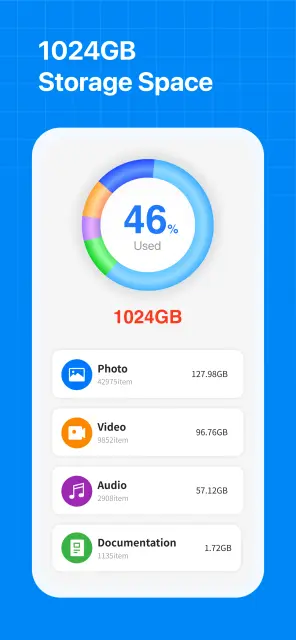 1024GB
Storage Space
46%
Used
1024GB
Photo
42975item
127.98GB
Video
9852item
96.76GB
Audio
2908item
57.12GB
Documentation
1135item
1.72GB